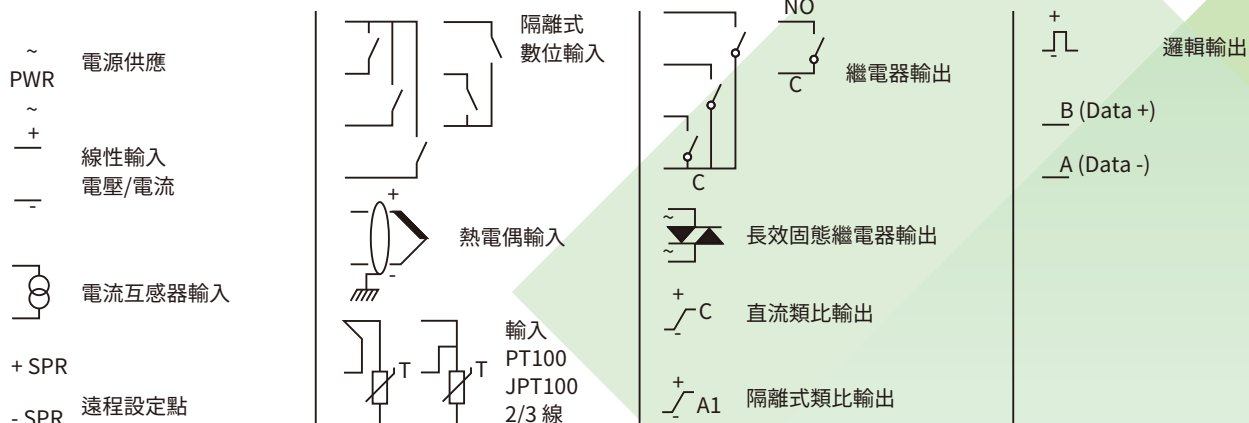 ~
PWR
~
電源供應
+
-
線性輸入
電壓/電流
電流互感器輸入
+ SPR
- SPR
遠程設定點
隔離式
數位輸入
+
-
熱電偶輸入
T
T
輸入
PT100
JPT100
2/3 線
C
NO
C
繼電器輸出
~
~
長效固態繼電器輸出
+
-
C
直流類比輸出
+
-
A1
隔離式類比輸出
+
-
邏輯輸出
B (Data +)
A (Data -)